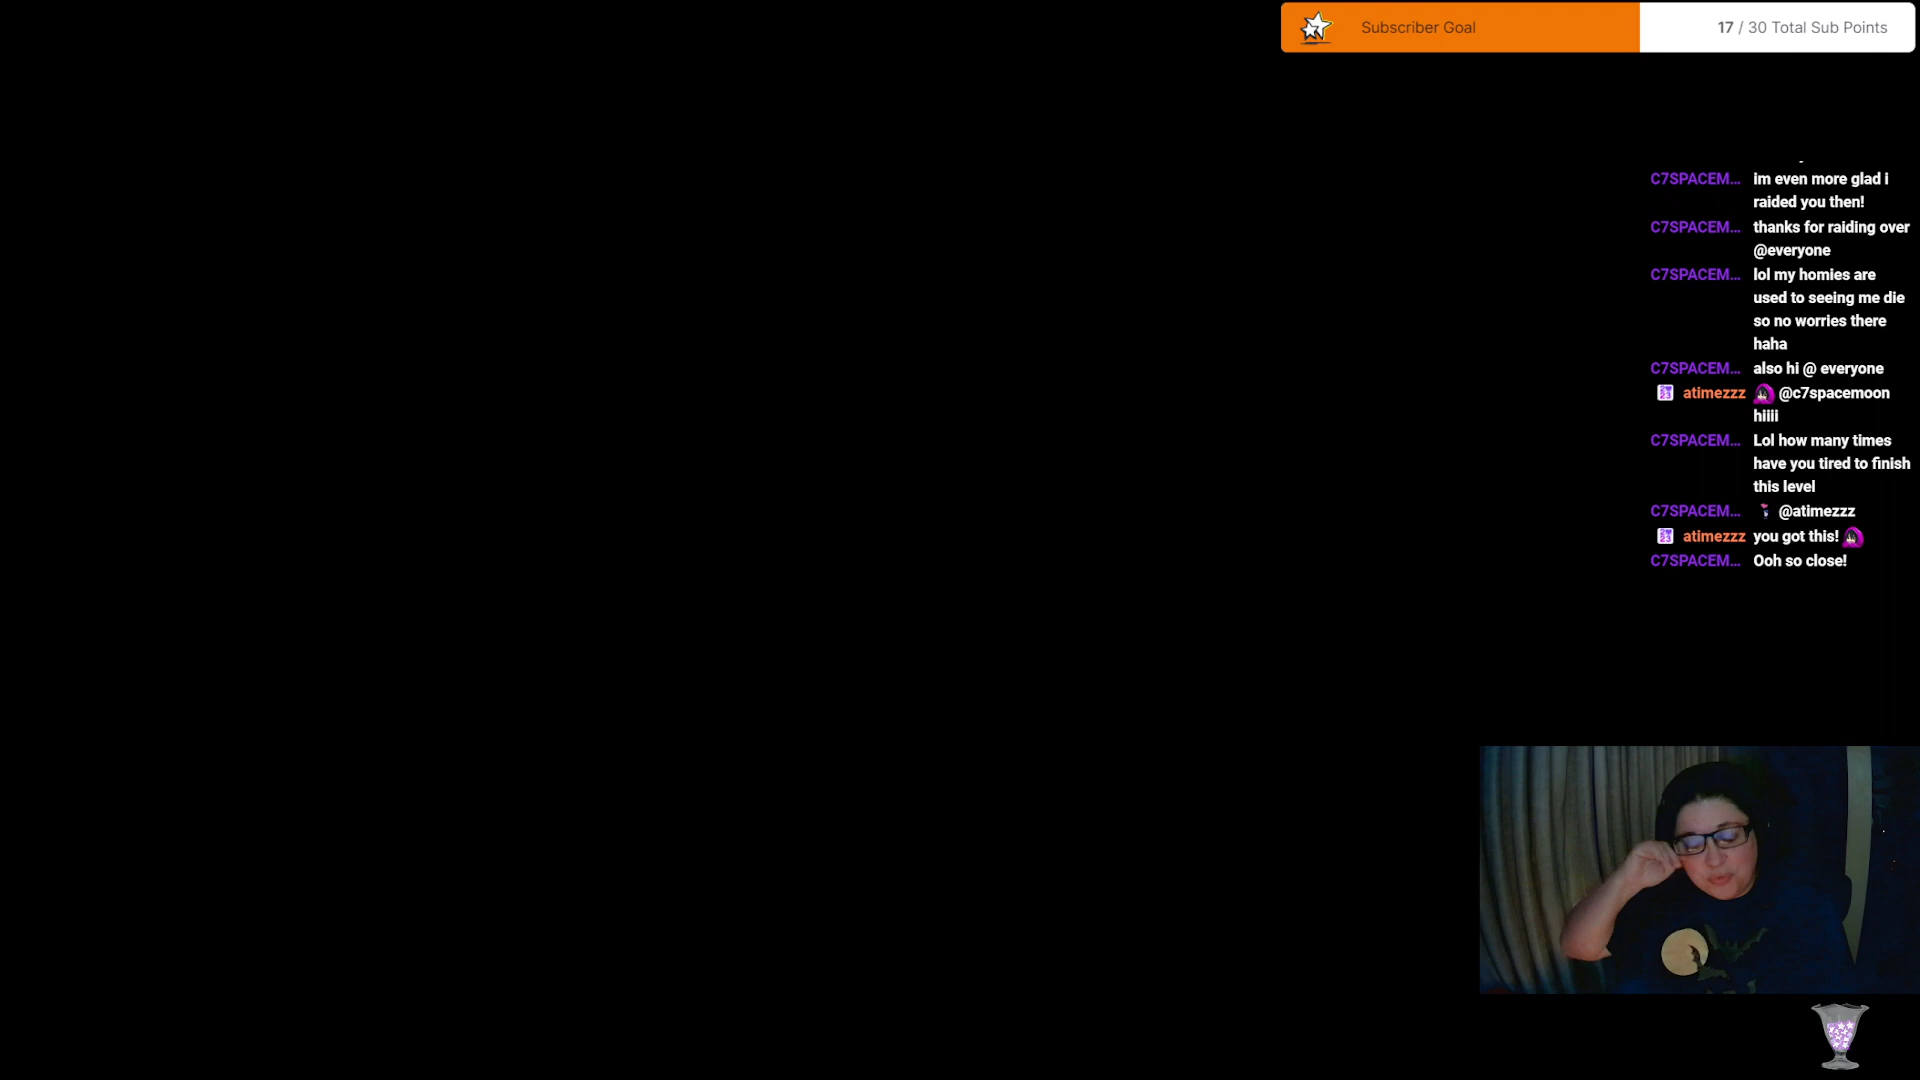 Subscriber Goal 17 / 30 Total Sub Points
C7SPACEM... im even more glad i
raided you then!
C7SPACEM... thanks for raiding over
@everyone
C7SPACEM... lol my homies are
used to seeing me die
so no worries there
haha
C7SPACEM... also hi @ everyone
atimezzz @c7spacemoon
hiiii
C7SPACEM... Lol how many times
have you tired to finish
this level
C7SPACEM... @atimezzz
atimezzz you got this!
C7SPACEM... Ooh so close!